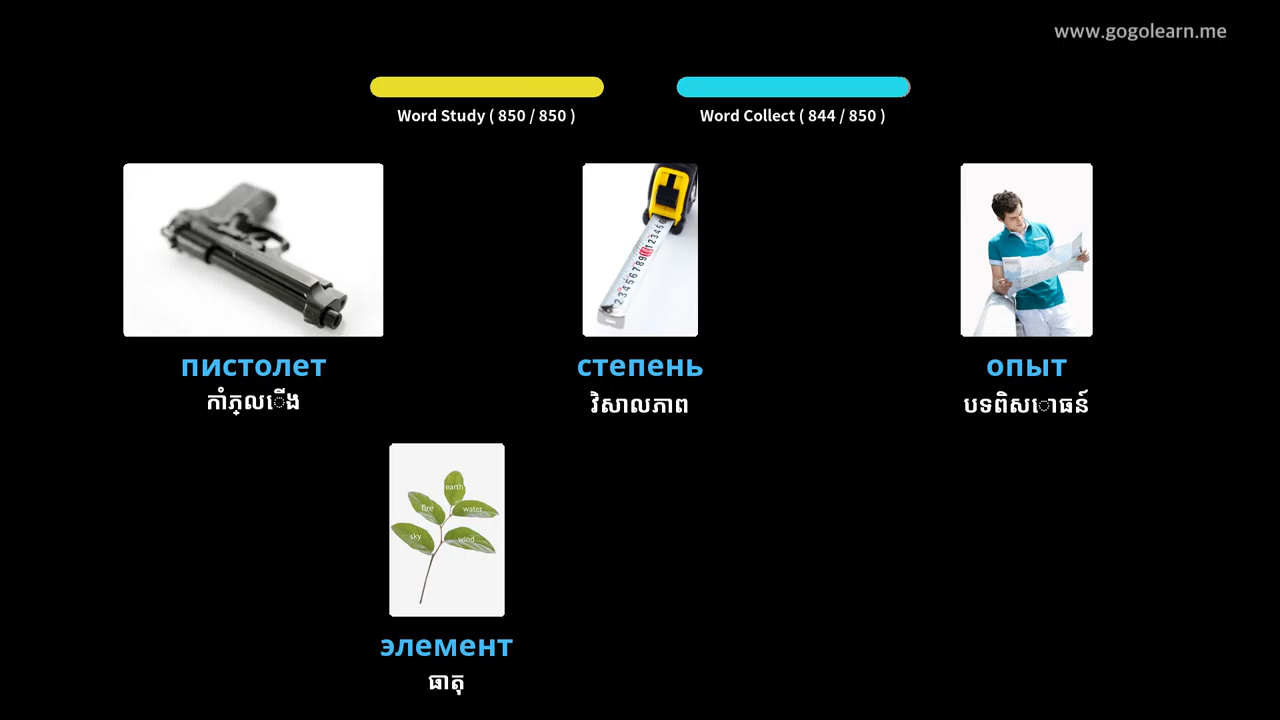 www.gogolearn.me
Word Study ( 850 / 850 )
Word Collect ( 844 / 850 )
пистолет
កាំភ្លើង
степень
វិសាលភាព
опыт
បទពិសោធន៍
earth
fire
water
sky
wind
элемент
ធាតុ